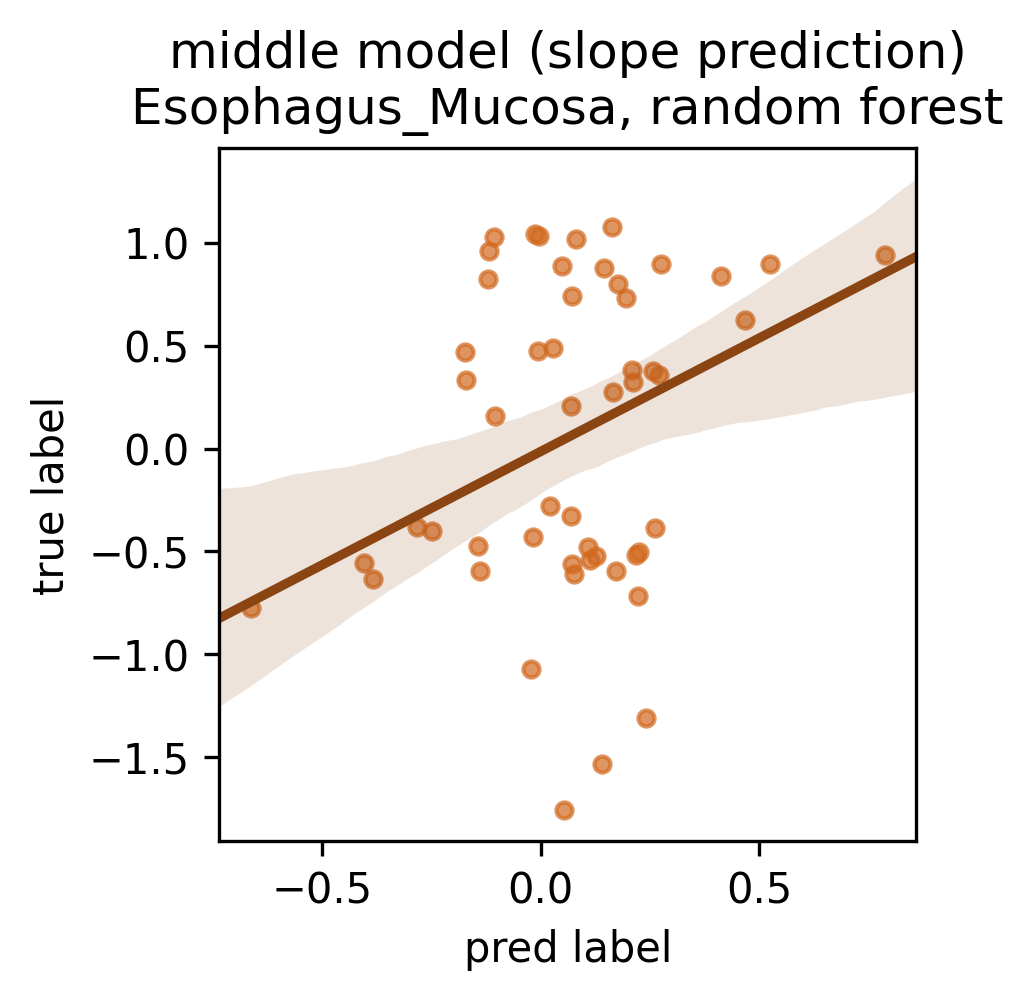 middle model (slope prediction)
Esophagus_Mucosa, random forest
1.0
0.5
0.0
−0.5
−1.0
−1.5
true label
−0.5
0.0
0.5
pred label